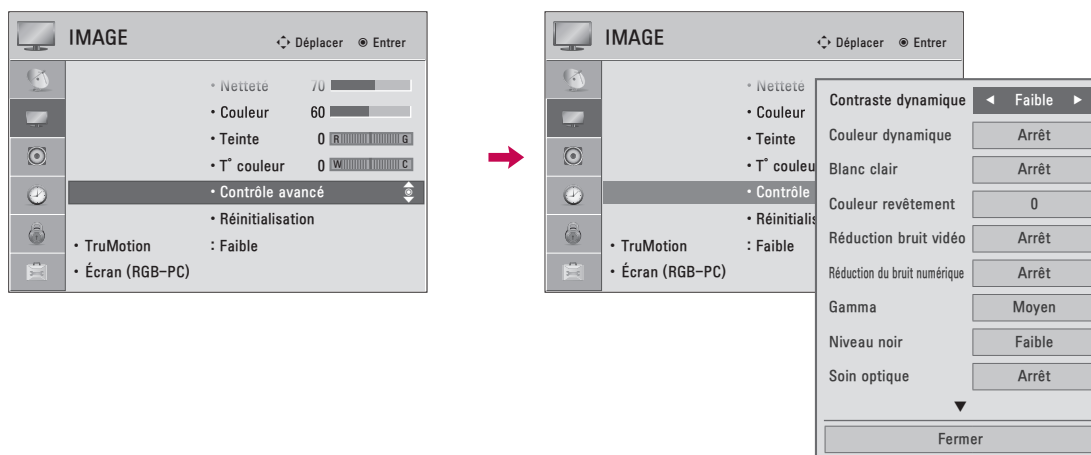 IMAGE
Déplacer
Entrer
• Netteté 70
• Couleur 60
• Teinte 0 R G
• T° couleur 0 W C
• Contrôle avancé
• Réinitialisation
• TruMotion : Faible
• Écran (RGB-PC)
IMAGE
Déplacer
Entrer
• Netteté
• Couleur
• Teinte
• T° couleu
• Contrôle
• Réinitialis
• TruMotion : Faible
• Écran (RGB-PC)
Contraste dynamique ◄ Faible ►
Couleur dynamique Arrêt
Blanc clair Arrêt
Couleur revêtement 0
Réduction bruit vidéo Arrêt
Réduction du bruit numérique Arrêt
Gamma Moyen
Niveau noir Faible
Soin optique Arrêt
▼
Fermer